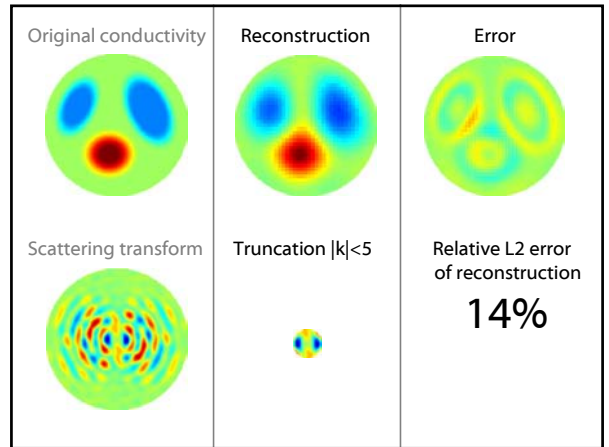 Original conductivity
Reconstruction
Error
Scattering transform
Truncation |k|<5
Relative L2 error
of reconstruction
14%